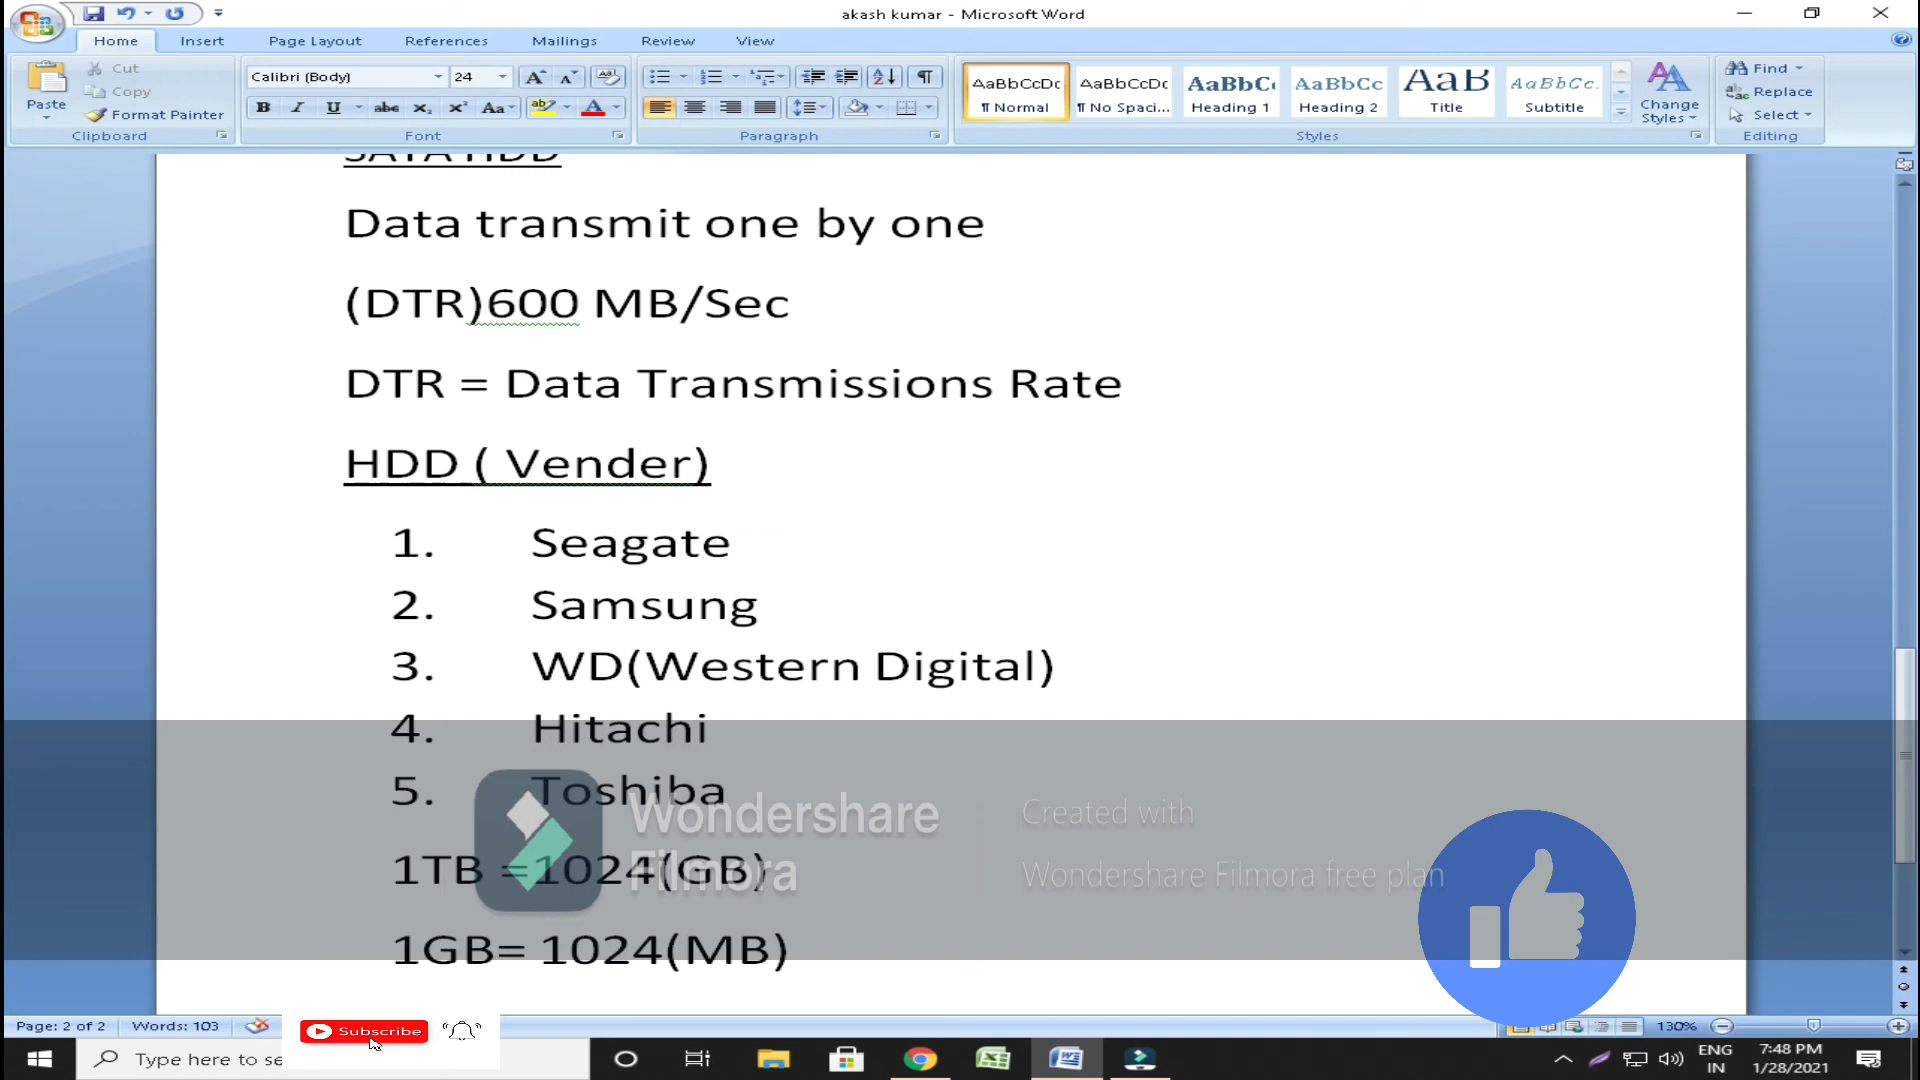 akash kumar - Microsoft Word
Home Insert Page Layout References Mailings Review View
Paste
Cut
Copy
Format Painter
Clipboard
Calibri (Body) 24
Font
Paragraph
AaBbCcDc AaBbCcDc AaBbC AaBbCc AaB AaBbCc.
¶ Normal ¶ No Spaci... Heading 1 Heading 2 Title Subtitle
Change Styles
Styles
Find
Replace
Select
Editing
SATA HDD
Data transmit one by one
(DTR)600 MB/Sec
DTR = Data Transmissions Rate
HDD ( Vender)
1. Seagate
2. Samsung
3. WD(Western Digital)
4. Hitachi
5. Toshiba
1TB =1024(GB)
1GB= 1024(MB)
Wondershare
Filmora
Created with
Wondershare Filmora free plan
Page: 2 of 2 Words: 103
Subscribe
130%
Type here to se
ENG
IN
7:48 PM
1/28/2021